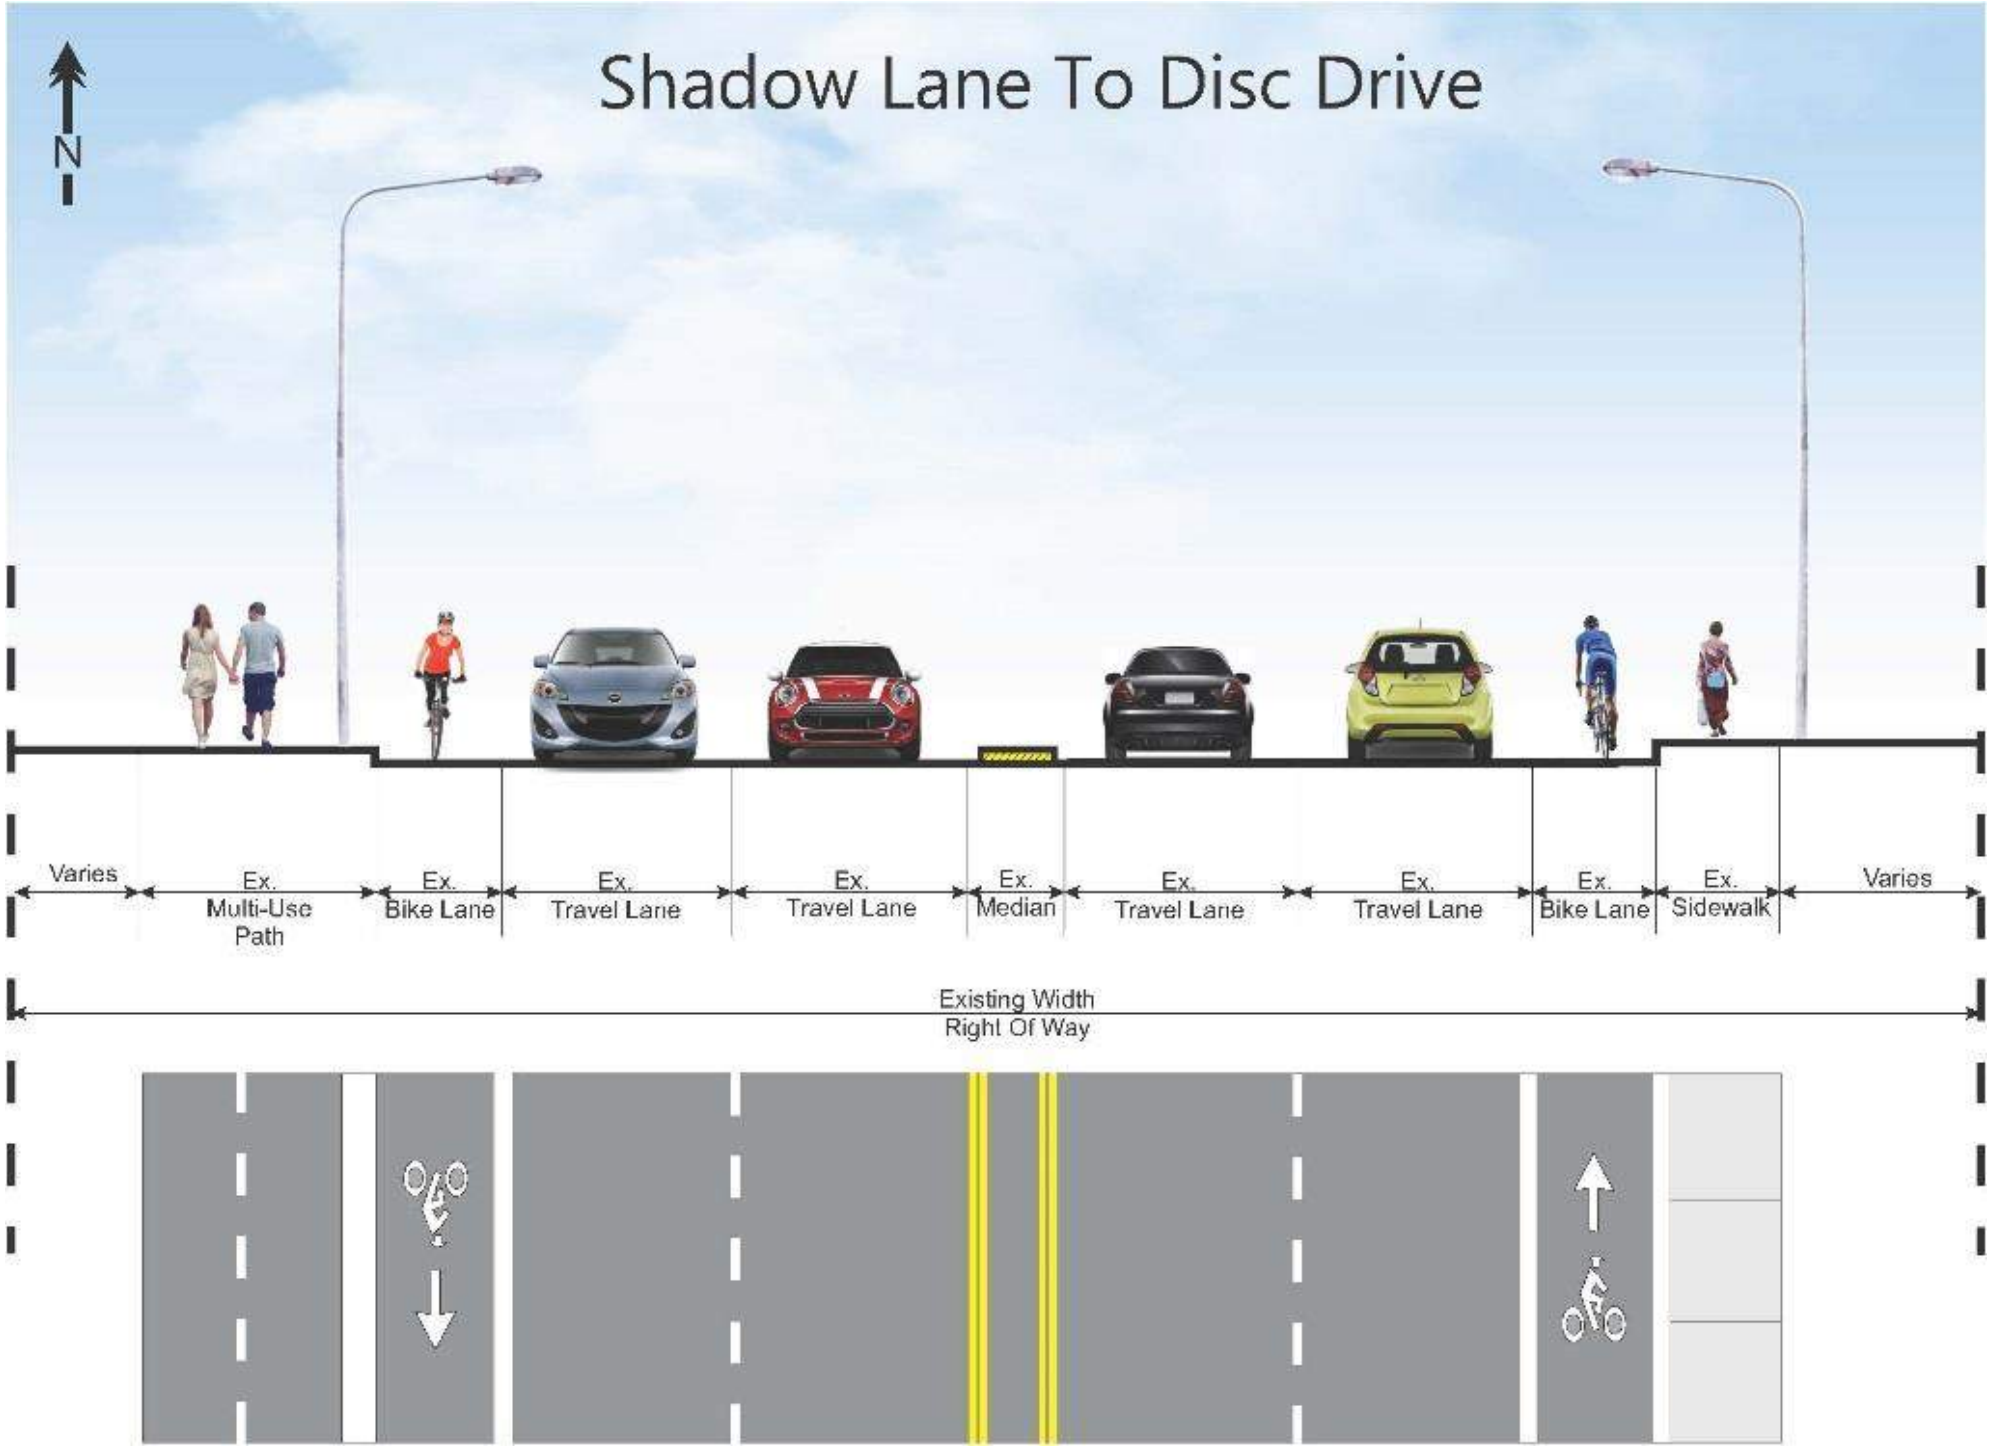 Shadow Lane To Disc Drive
N
Varies
Ex.
Multi-Use
Path
Ex.
Bike Lane
Ex.
Travel Lane
Ex.
Travel Lane
Ex.
Median
Ex.
Travel Lane
Ex.
Travel Lane
Ex.
Bike Lane
Ex.
Sidewalk
Varies
Existing Width
Right Of Way